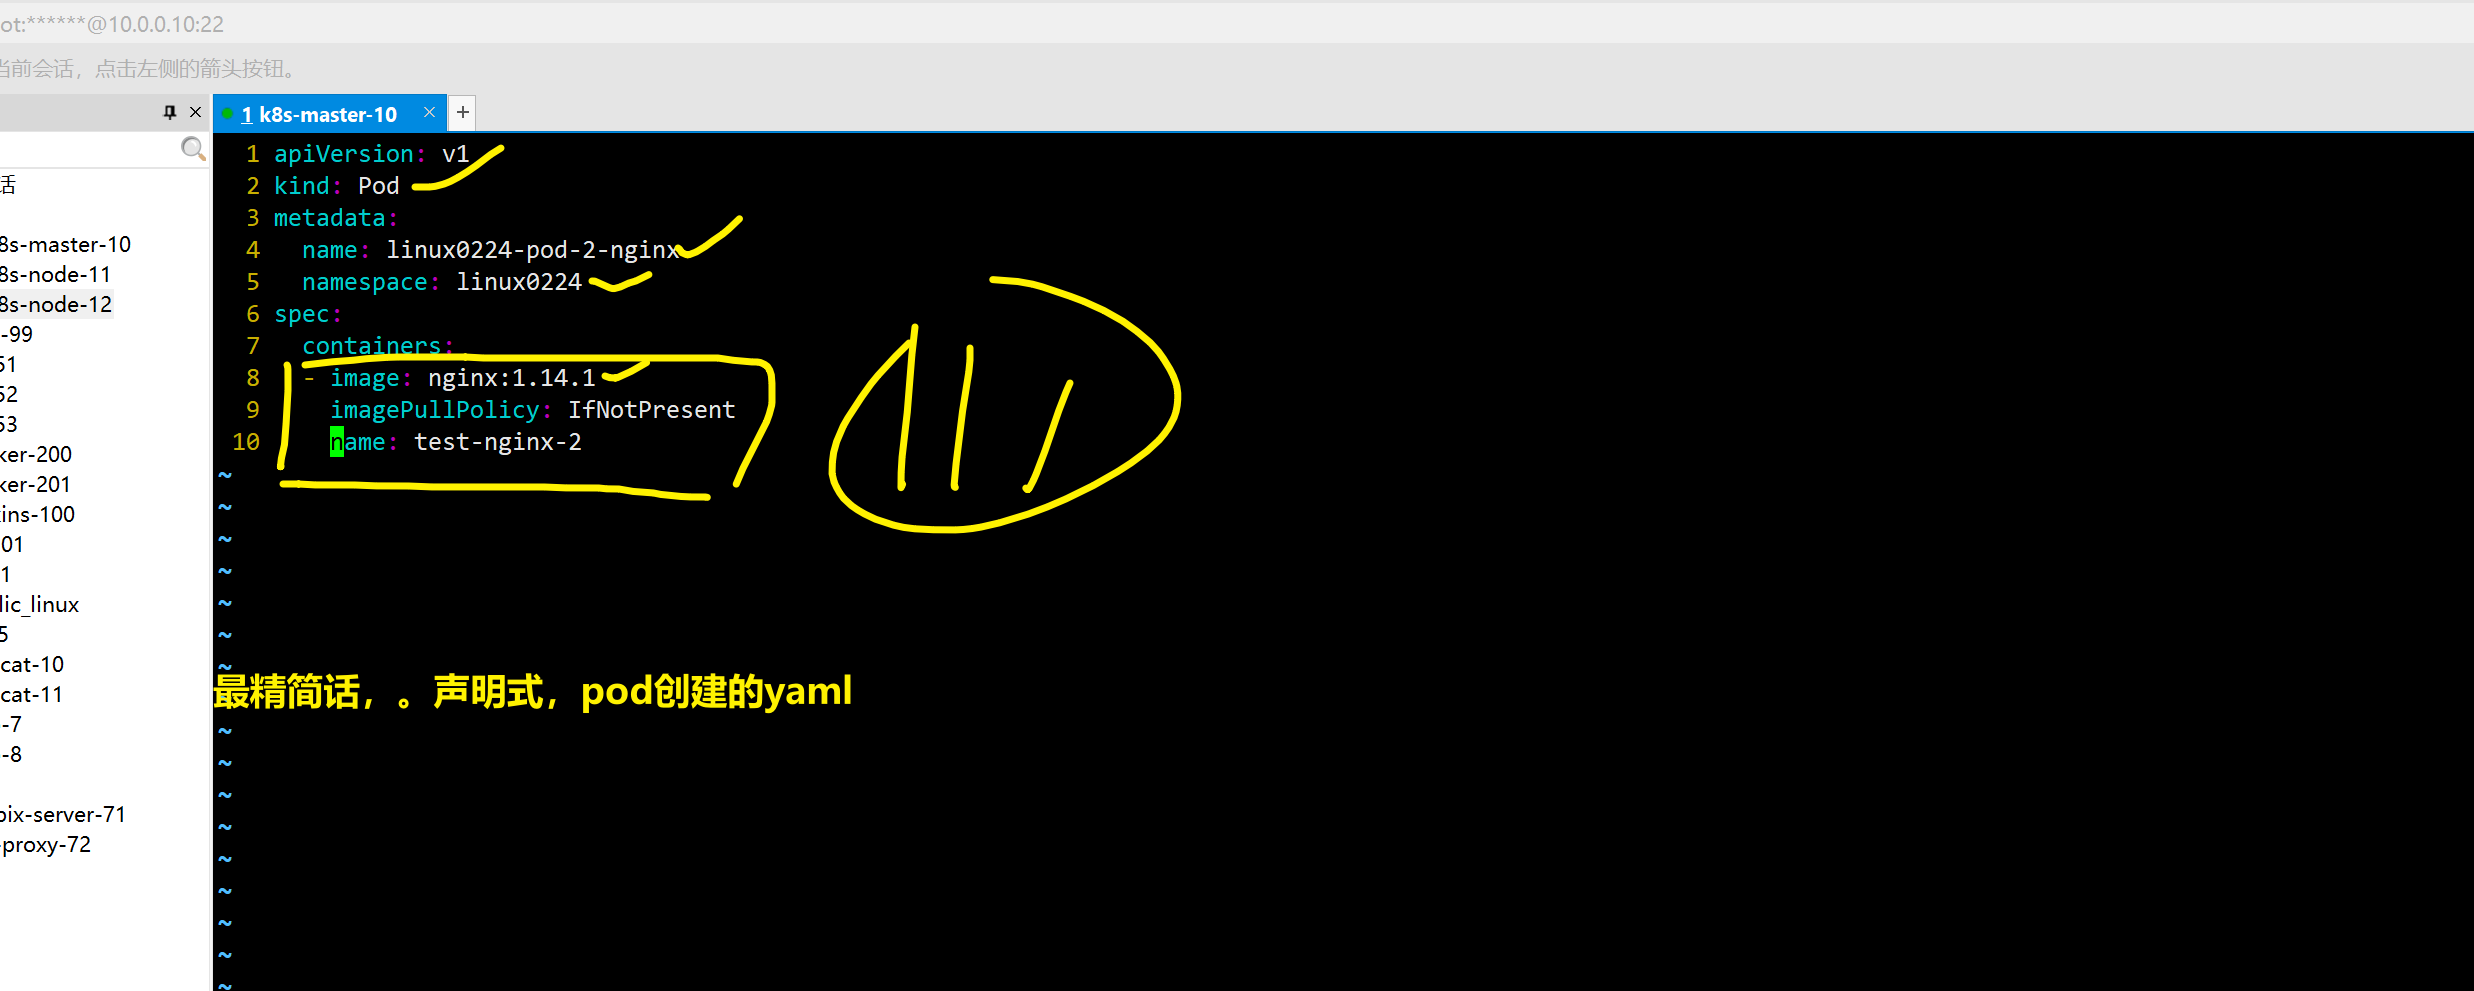 ot:******@10.0.0.10:22
当前会话，点击左侧的箭头按钮。
1 k8s-master-10 × +
话
8s-master-10
8s-node-11
8s-node-12
-99
51
52
53
ker-200
ker-201
ins-100
01
1
lic_linux
5
cat-10
cat-11
-7
-8
bix-server-71
-proxy-72
1 apiVersion: v1
2 kind: Pod
3 metadata:
4   name: linux0224-pod-2-nginx
5   namespace: linux0224
6 spec:
7   containers:
8   - image: nginx:1.14.1
9     imagePullPolicy: IfNotPresent
10     name: test-nginx-2
~
~
~
~
~
~
~
最精简话，。声明式，pod创建的yaml
~
~
~
~
~
~
~
~
~